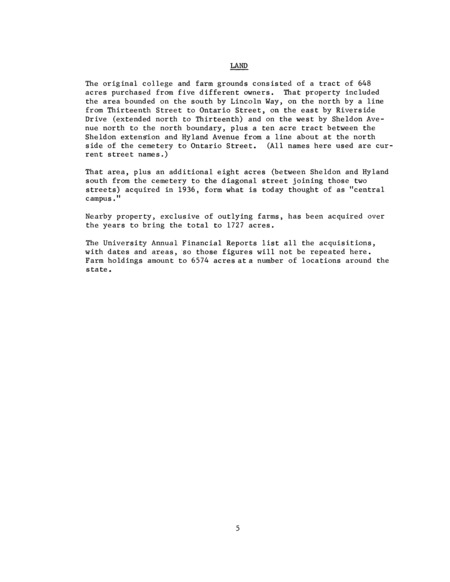 LAND
The original college and farm grounds consisted of a tract of 648
acres purchased from five different owners. That property included
the area bounded on the south by Lincoln Way, on the north by a line
from Thirteenth Street to Ontario Street, on the east by Riverside
Drive (extended north to Thirteenth) and on the west by Sheldon Ave-
nue north to the north boundary, plus a ten acre tract between the
Sheldon extension and Hyland Avenue from a line about at the north
side of the cemetery to Ontario Street. (All names here used are cur-
rent street names.)
That area, plus an additional eight acres (between Sheldon and Hyland
south from the cemetery to the diagonal street joining those two
streets) acquired in 1936, form what is today thought of as "central
campus."
Nearby property, exclusive of outlying farms, has been acquired over
the years to bring the total to 1727 acres.
The University Annual Financial Reports list all the acquisitions,
with dates and areas, so those figures will not be repeated here.
Farm holdings amount to 6574 acres at a number of locations around the
state.
5